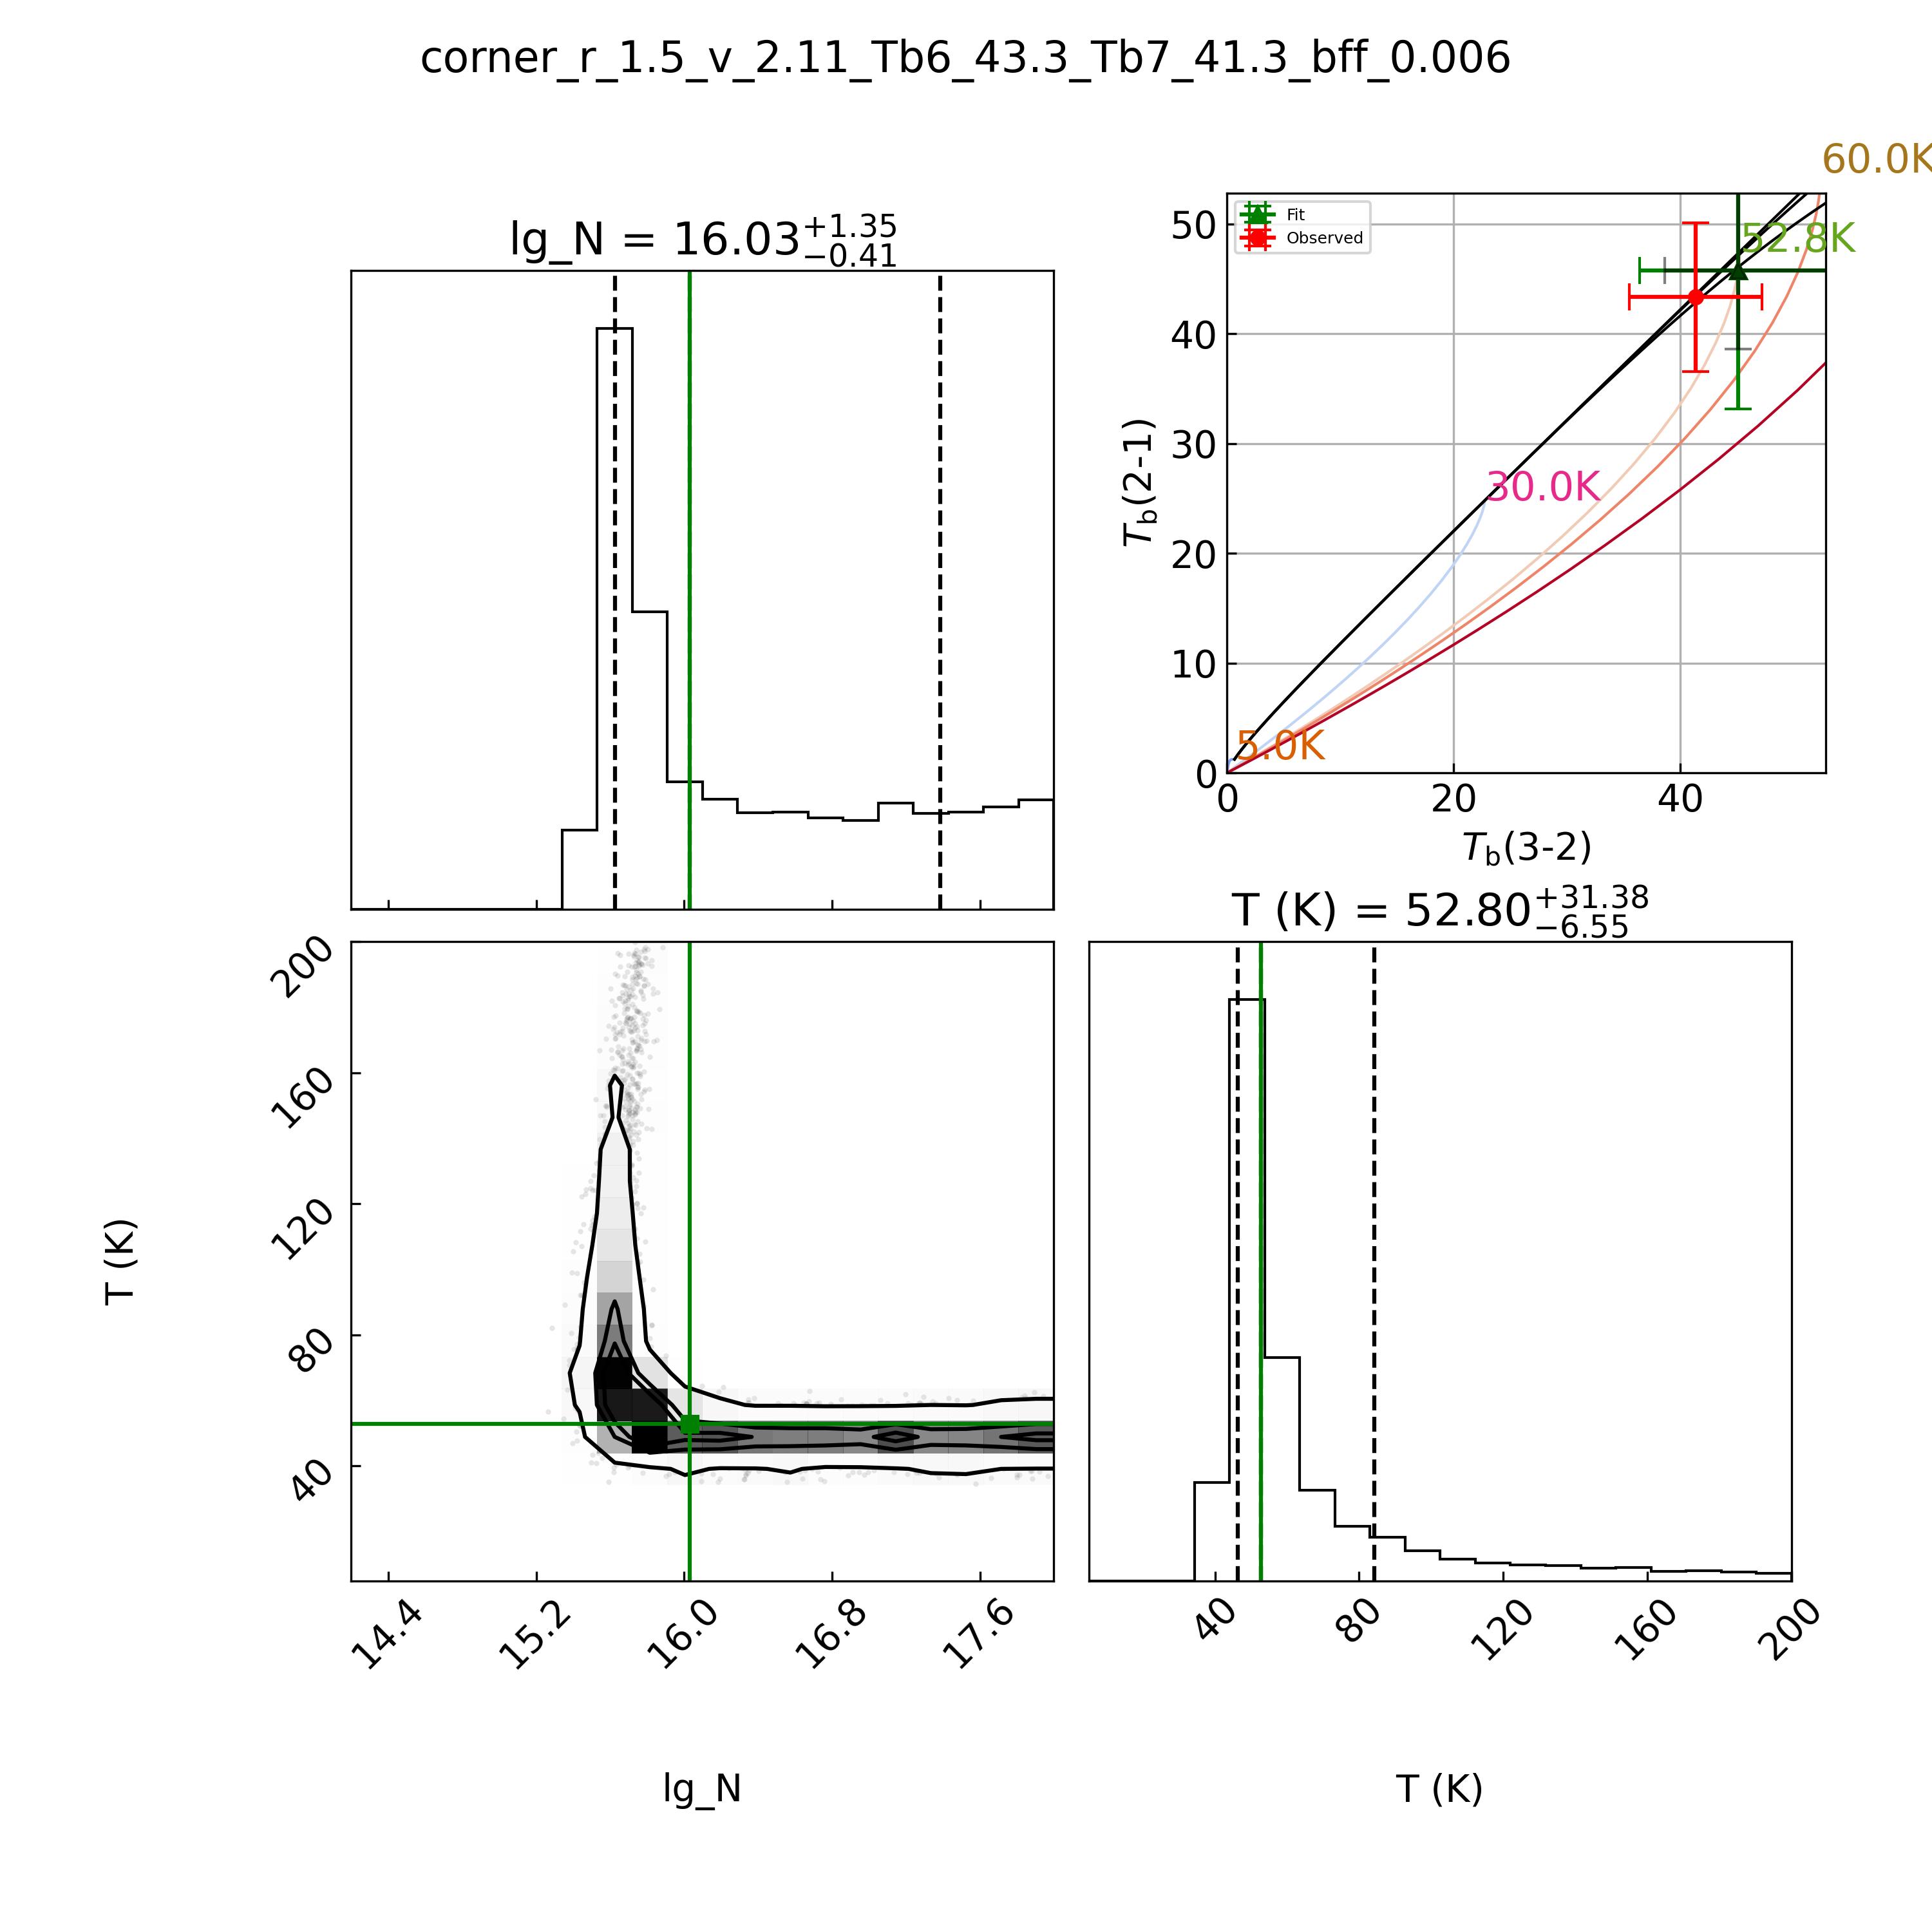 corner_r_1.5_v_2.11_Tb6_43.3_Tb7_41.3_bff_0.006
60.0K
lg_N = 16.03+1.35−0.41
Fit
Observed
52.8K
30.0K
5.0K
50
40
30
20
10
0
Tb(2-1)
0 20 40
Tb(3-2)
T (K) = 52.80+31.38−6.55
200
160
120
80
40
T (K)
14.4 15.2 16.0 16.8 17.6
40 80 120 160 200
lg_N
T (K)